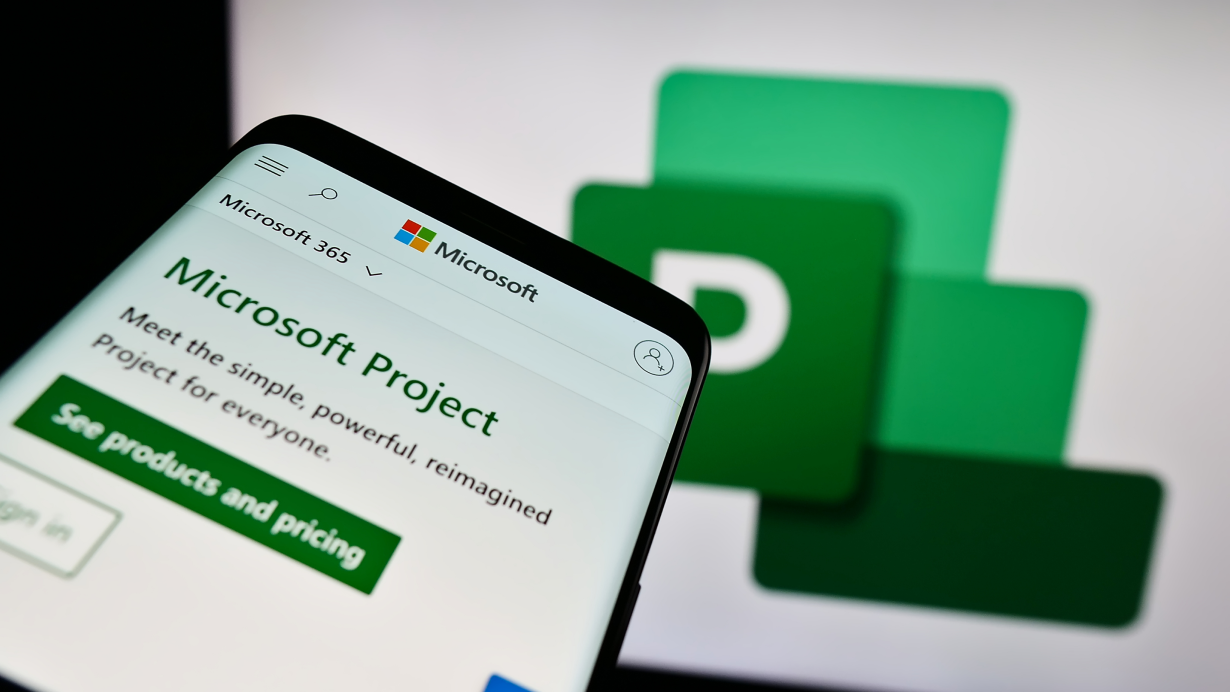 Microsoft
Microsoft 365
Microsoft Project
Meet the simple, powerful, reimagined
Project for everyone.
See products and pricing
Sign in
P